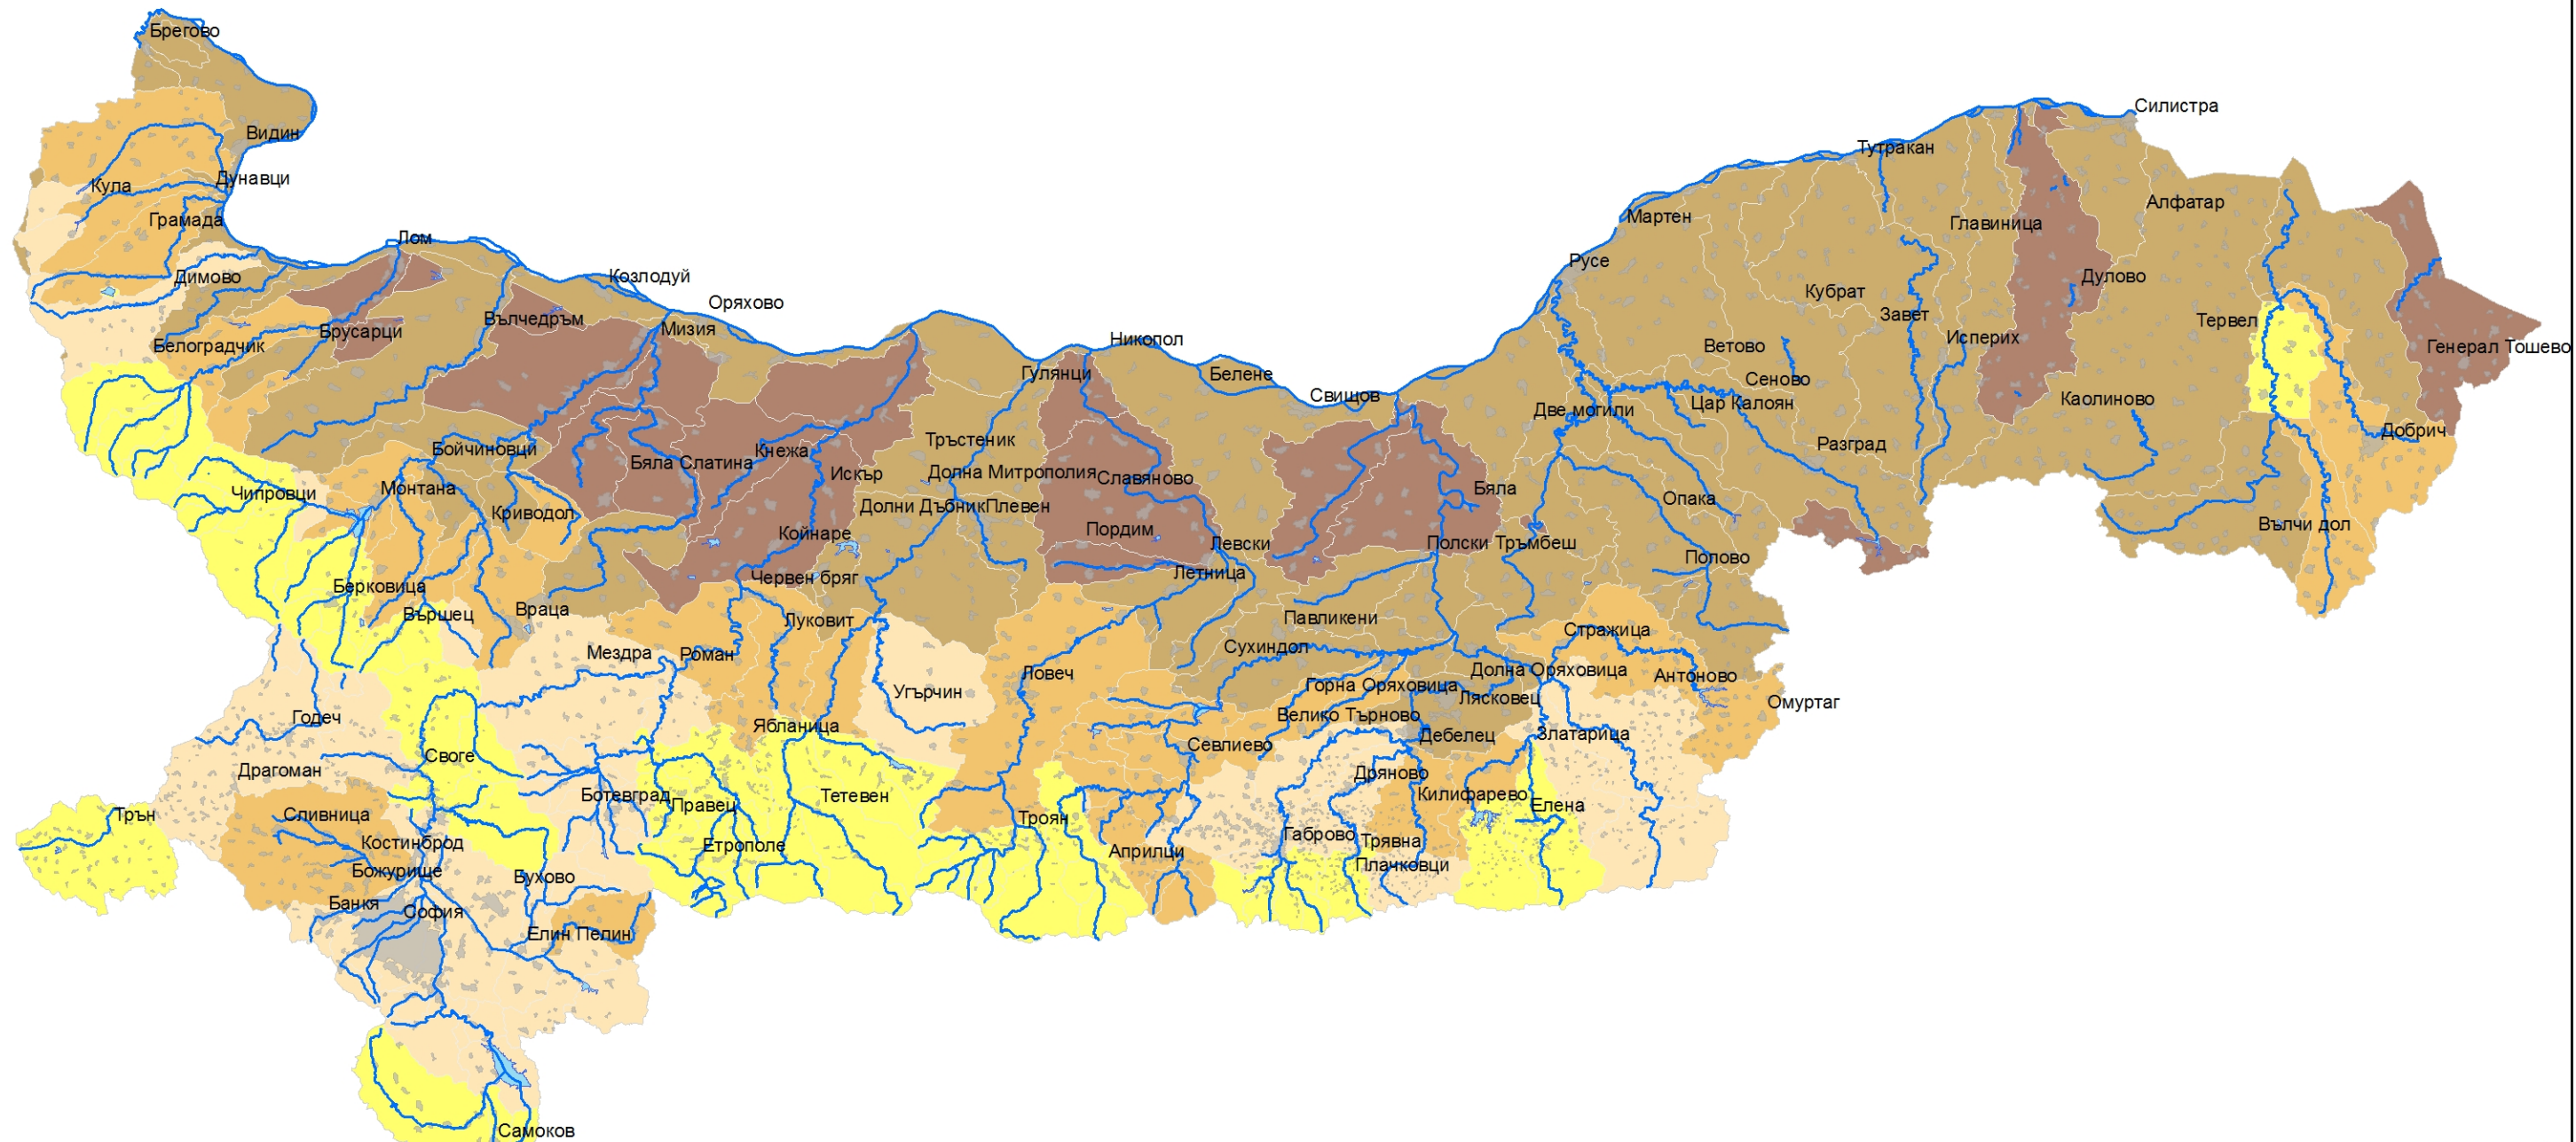 Брегово
Видин
Кула
Дунавци
Грамада
Димово
Лом
Козлодуй
Оряхово
Вълчедръм
Мизия
Брусарци
Белоградчик
Никопол
Гулянци
Белене
Свищов
Русе
Мартен
Тутракан
Силистра
Алфатар
Главиница
Дулово
Кубрат
Завет
Исперих
Тервел
Генерал Тошево
Ветово
Сеново
Цар Калоян
Две могили
Каолиново
Добрич
Разград
Вълчи дол
Опака
Полово
Бойчиновци
Бяла Слатина
Кнежа
Искър
Тръстеник
Долна Митрополия
Славяново
Долни Дъбник
Плевен
Пордим
Бяла
Чипровци
Монтана
Криводол
Койнаре
Левски
Полски Тръмбеш
Червен бряг
Летница
Берковица
Вършец
Враца
Луковит
Павликени
Стражица
Мездра
Роман
Сухиндол
Угърчин
Ловеч
Долна Оряховица
Антоново
Горна Оряховица
Лясковец
Омуртаг
Годеч
Ябланица
Велико Търново
Севлиево
Дебелец
Златарица
Своге
Драгоман
Дряново
Ботевград
Правец
Тетевен
Килифарево
Елена
Трън
Сливница
Троян
Габрово
Трявна
Костинброд
Етрополе
Априлци
Плачковци
Божурище
Бухово
Банкя
София
Елин Пелин
Самоков